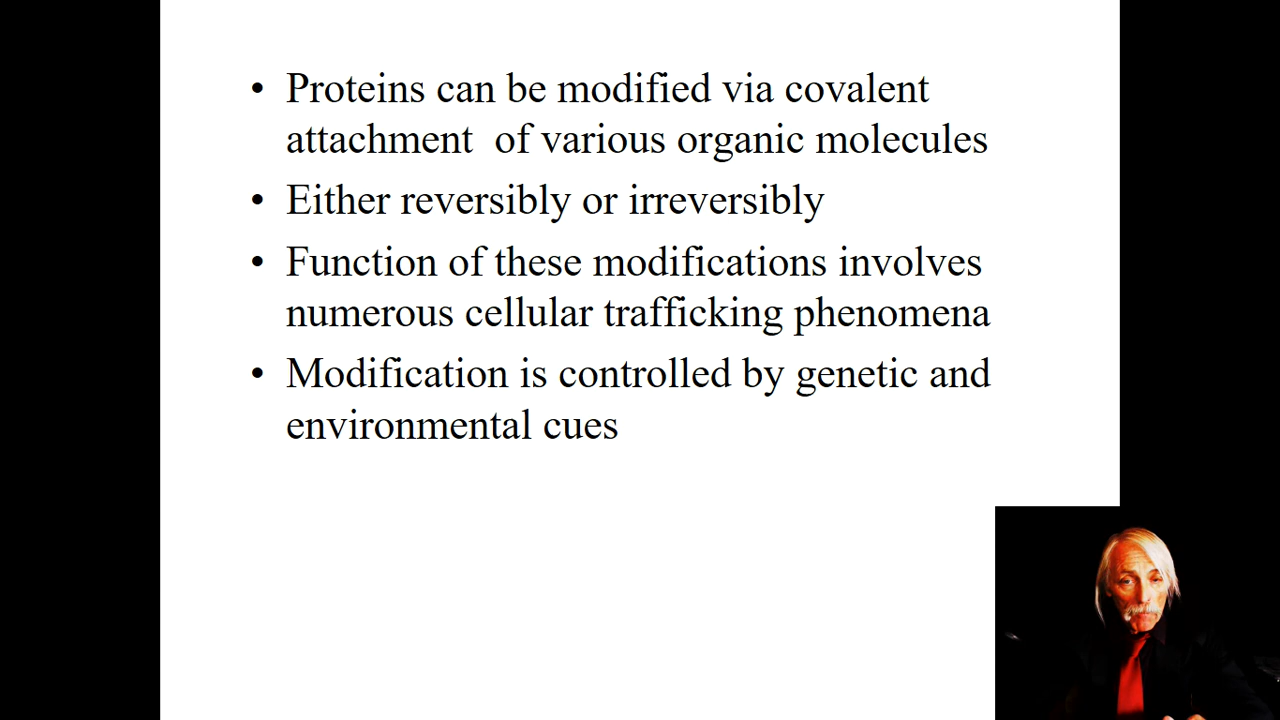 • Proteins can be modified via covalent
attachment  of various organic molecules
• Either reversibly or irreversibly
• Function of these modifications involves
numerous cellular trafficking phenomena
• Modification is controlled by genetic and
environmental cues